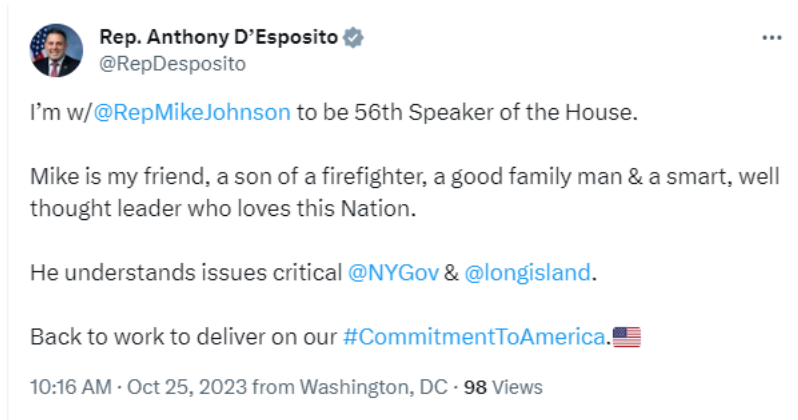 Rep. Anthony D’Esposito
@RepDesposito
I’m w/@RepMikeJohnson to be 56th Speaker of the House.
Mike is my friend, a son of a firefighter, a good family man & a smart, well
thought leader who loves this Nation.
He understands issues critical @NYGov & @longisland.
Back to work to deliver on our #CommitmentToAmerica.🇺🇸
10:16 AM · Oct 25, 2023 from Washington, DC · 98 Views